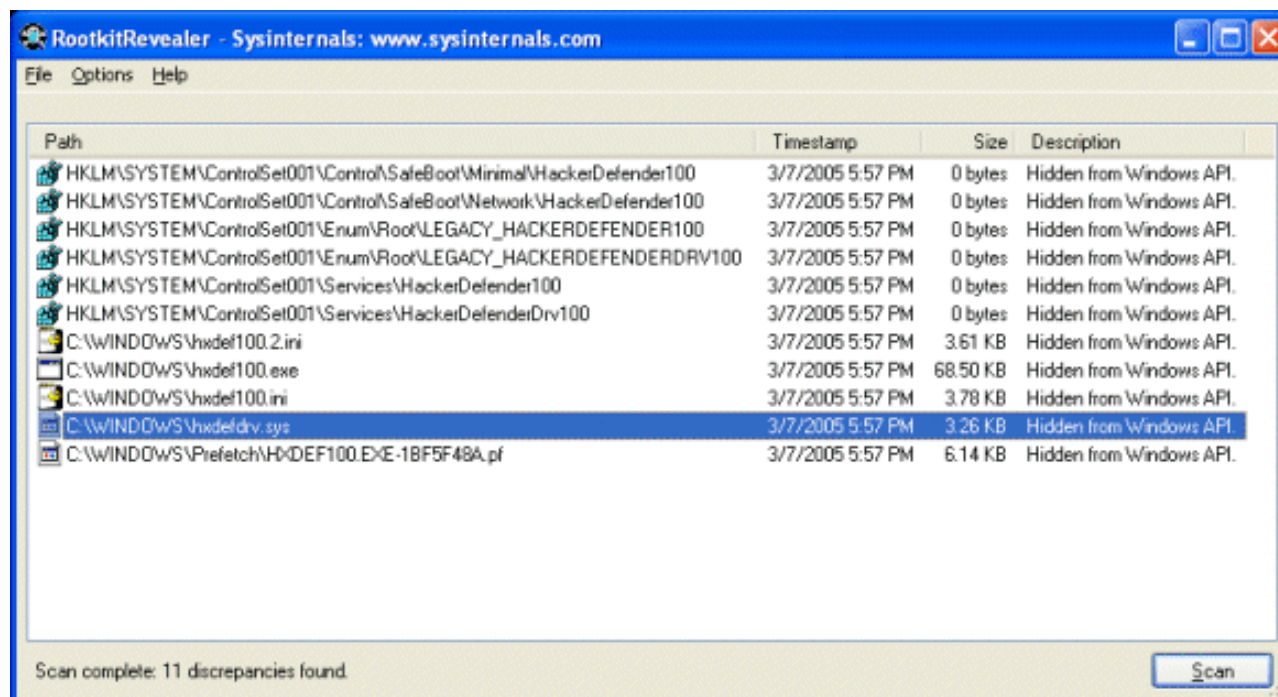 RootkitRevealer - Sysinternals: www.sysinternals.com
File Options Help
Path Timestamp Size Description
HKLM\SYSTEM\ControlSet001\Control\SafeBoot\Minimal\HackerDefender100 3/7/2005 5:57 PM 0 bytes Hidden from Windows API.
HKLM\SYSTEM\ControlSet001\Control\SafeBoot\Network\HackerDefender100 3/7/2005 5:57 PM 0 bytes Hidden from Windows API.
HKLM\SYSTEM\ControlSet001\Enum\Root\LEGACY_HACKERDEFENDER100 3/7/2005 5:57 PM 0 bytes Hidden from Windows API.
HKLM\SYSTEM\ControlSet001\Enum\Root\LEGACY_HACKERDEFENDERDRV100 3/7/2005 5:57 PM 0 bytes Hidden from Windows API.
HKLM\SYSTEM\ControlSet001\Services\HackerDefender100 3/7/2005 5:57 PM 0 bytes Hidden from Windows API.
HKLM\SYSTEM\ControlSet001\Services\HackerDefenderDrv100 3/7/2005 5:57 PM 0 bytes Hidden from Windows API.
C:\WINDOWS\hxdef100.2.ini 3/7/2005 5:57 PM 3.61 KB Hidden from Windows API.
C:\WINDOWS\hxdef100.exe 3/7/2005 5:57 PM 68.50 KB Hidden from Windows API.
C:\WINDOWS\hxdef100.ini 3/7/2005 5:57 PM 3.78 KB Hidden from Windows API.
C:\WINDOWS\hxdefdrv.sys 3/7/2005 5:57 PM 3.26 KB Hidden from Windows API.
C:\WINDOWS\Prefetch\HXDEF100.EXE-1BF5F48A.pf 3/7/2005 5:57 PM 6.14 KB Hidden from Windows API.
Scan complete: 11 discrepancies found.
Scan